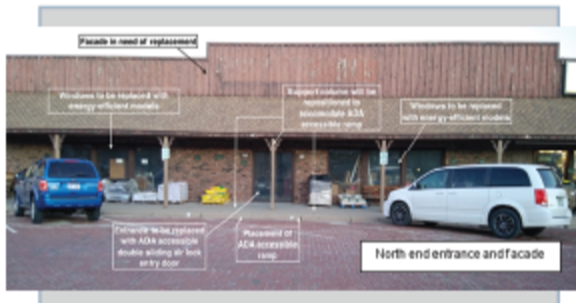 Facade in need of replacement
Windows to be replaced with
energy-efficient models
Support column will be
repositioned to
accomodate ADA
accessible ramp
Windows to be replaced
with energy-efficient models
Entrance to be replaced
with ADA accessible
double sliding air lock
entry door
Placement of
ADA accessible
ramp
North end entrance and facade